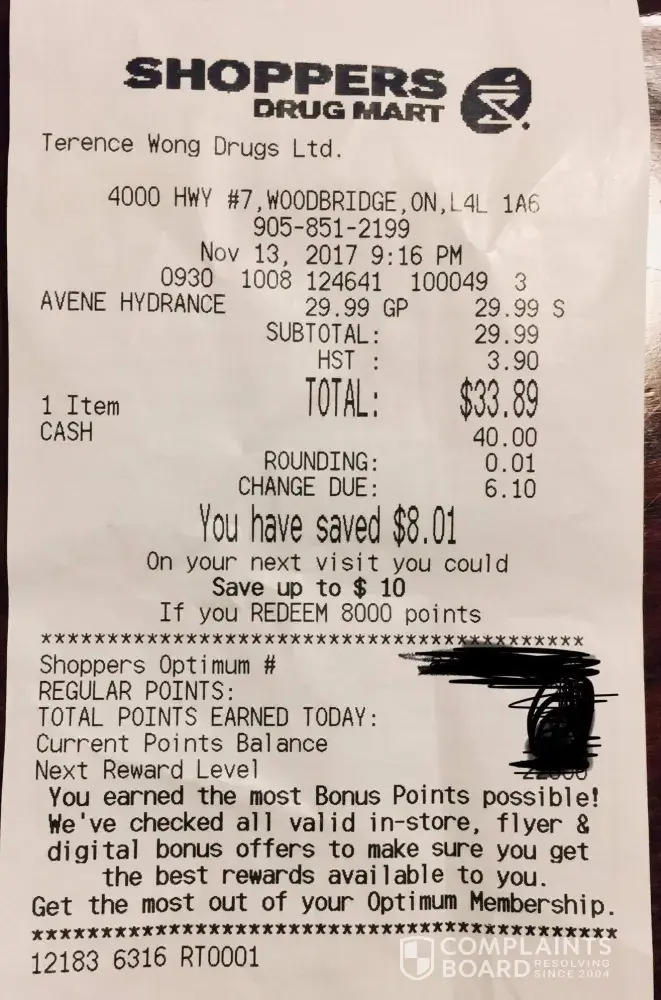 SHOPPERS
DRUG MART
Terence Wong Drugs Ltd.
4000 HWY #7,WOODBRIDGE,ON,L4L 1A6
905-851-2199
Nov 13, 2017 9:16 PM
0930 1008 124641 100049 3
AVENE HYDRANCE 29.99 GP 29.99 S
SUBTOTAL: 29.99
HST : 3.90
TOTAL: $33.89
1 Item
CASH 40.00
ROUNDING: 0.01
CHANGE DUE: 6.10
You have saved $8.01
On your next visit you could
Save up to $ 10
If you REDEEM 8000 points
******************************************
Shoppers Optimum #
REGULAR POINTS:
TOTAL POINTS EARNED TODAY:
Current Points Balance
Next Reward Level
You earned the most Bonus Points possible!
We've checked all valid in-store, flyer &
digital bonus offers to make sure you get
the best rewards available to you.
Get the most out of your Optimum Membership.
******************************************
12183 6316 RT0001
COMPLAINTS
BOARD RESOLVING
SINCE 2004